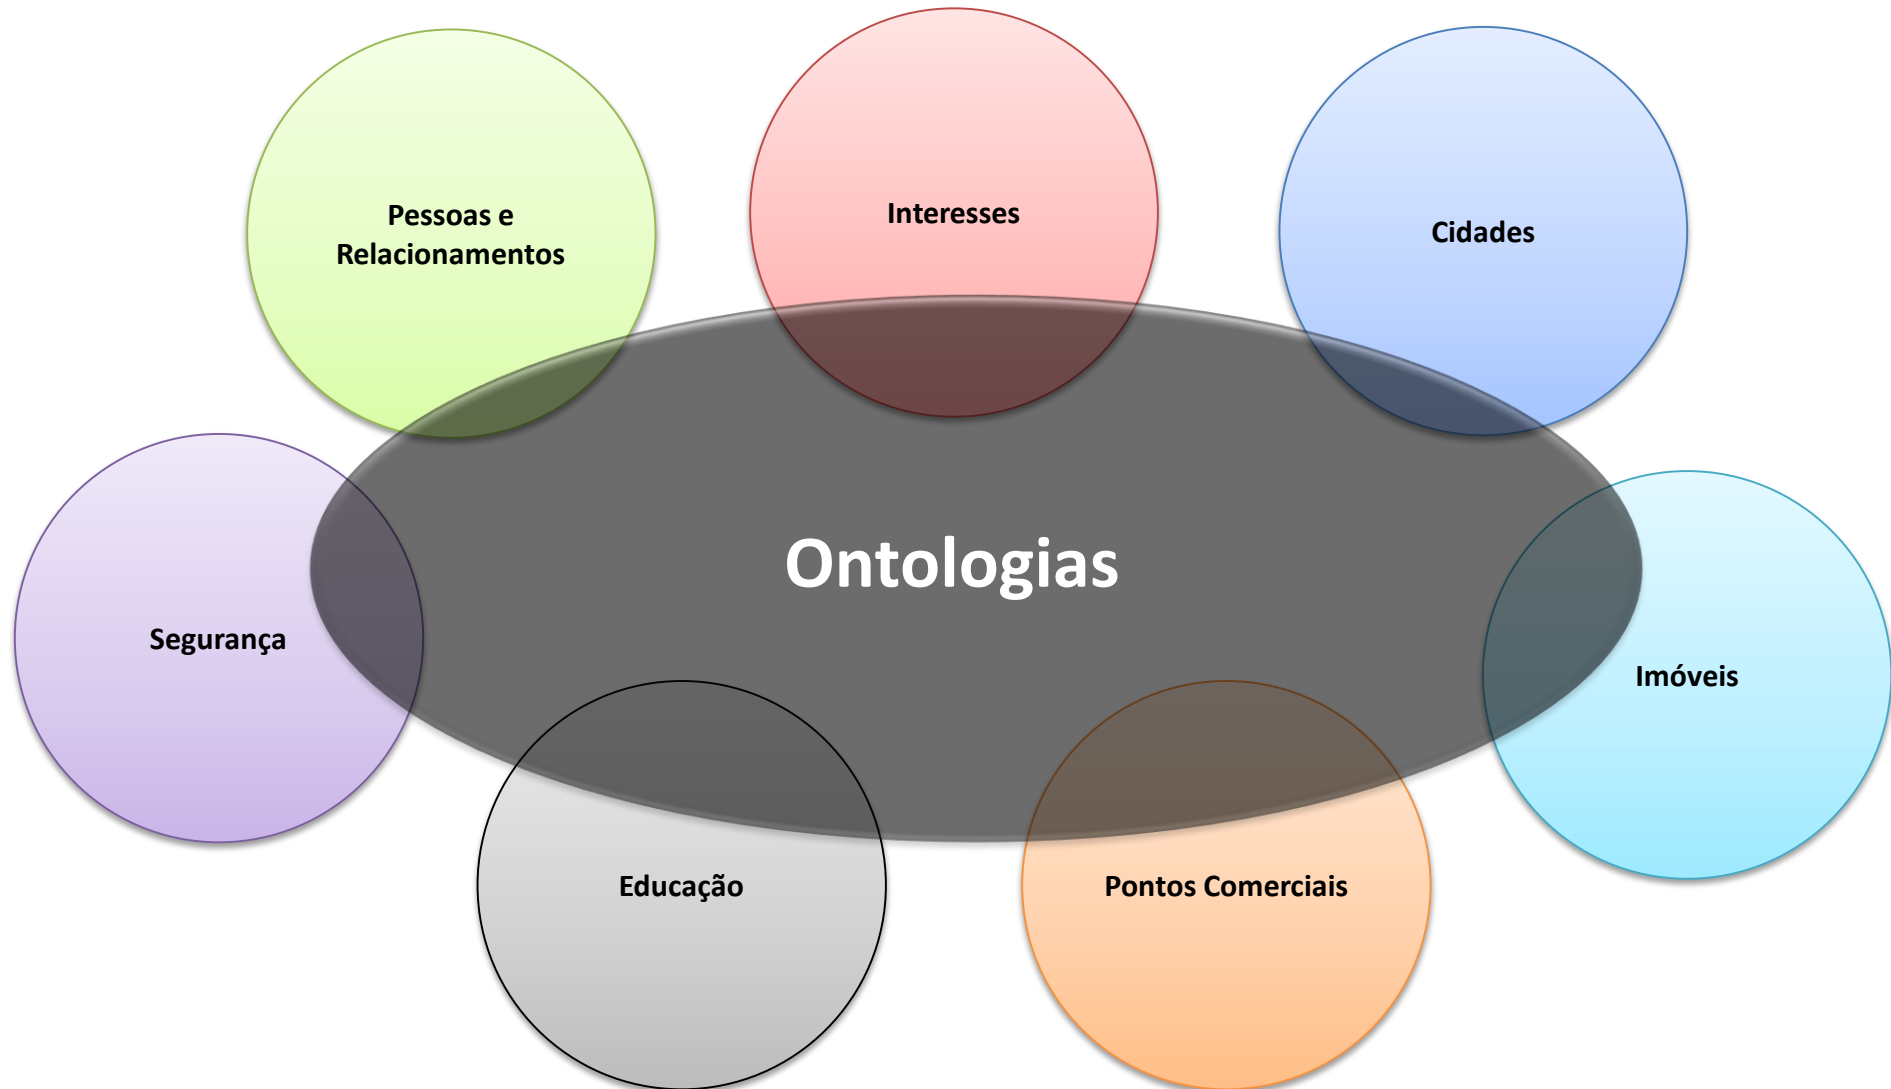 Pessoas e
Relacionamentos
Interesses
Cidades
Ontologias
Segurança
Imóveis
Educação
Pontos Comerciais